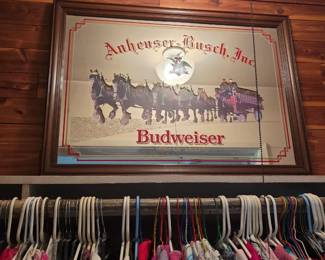 Anheuser-Busch, Inc.
Budweiser